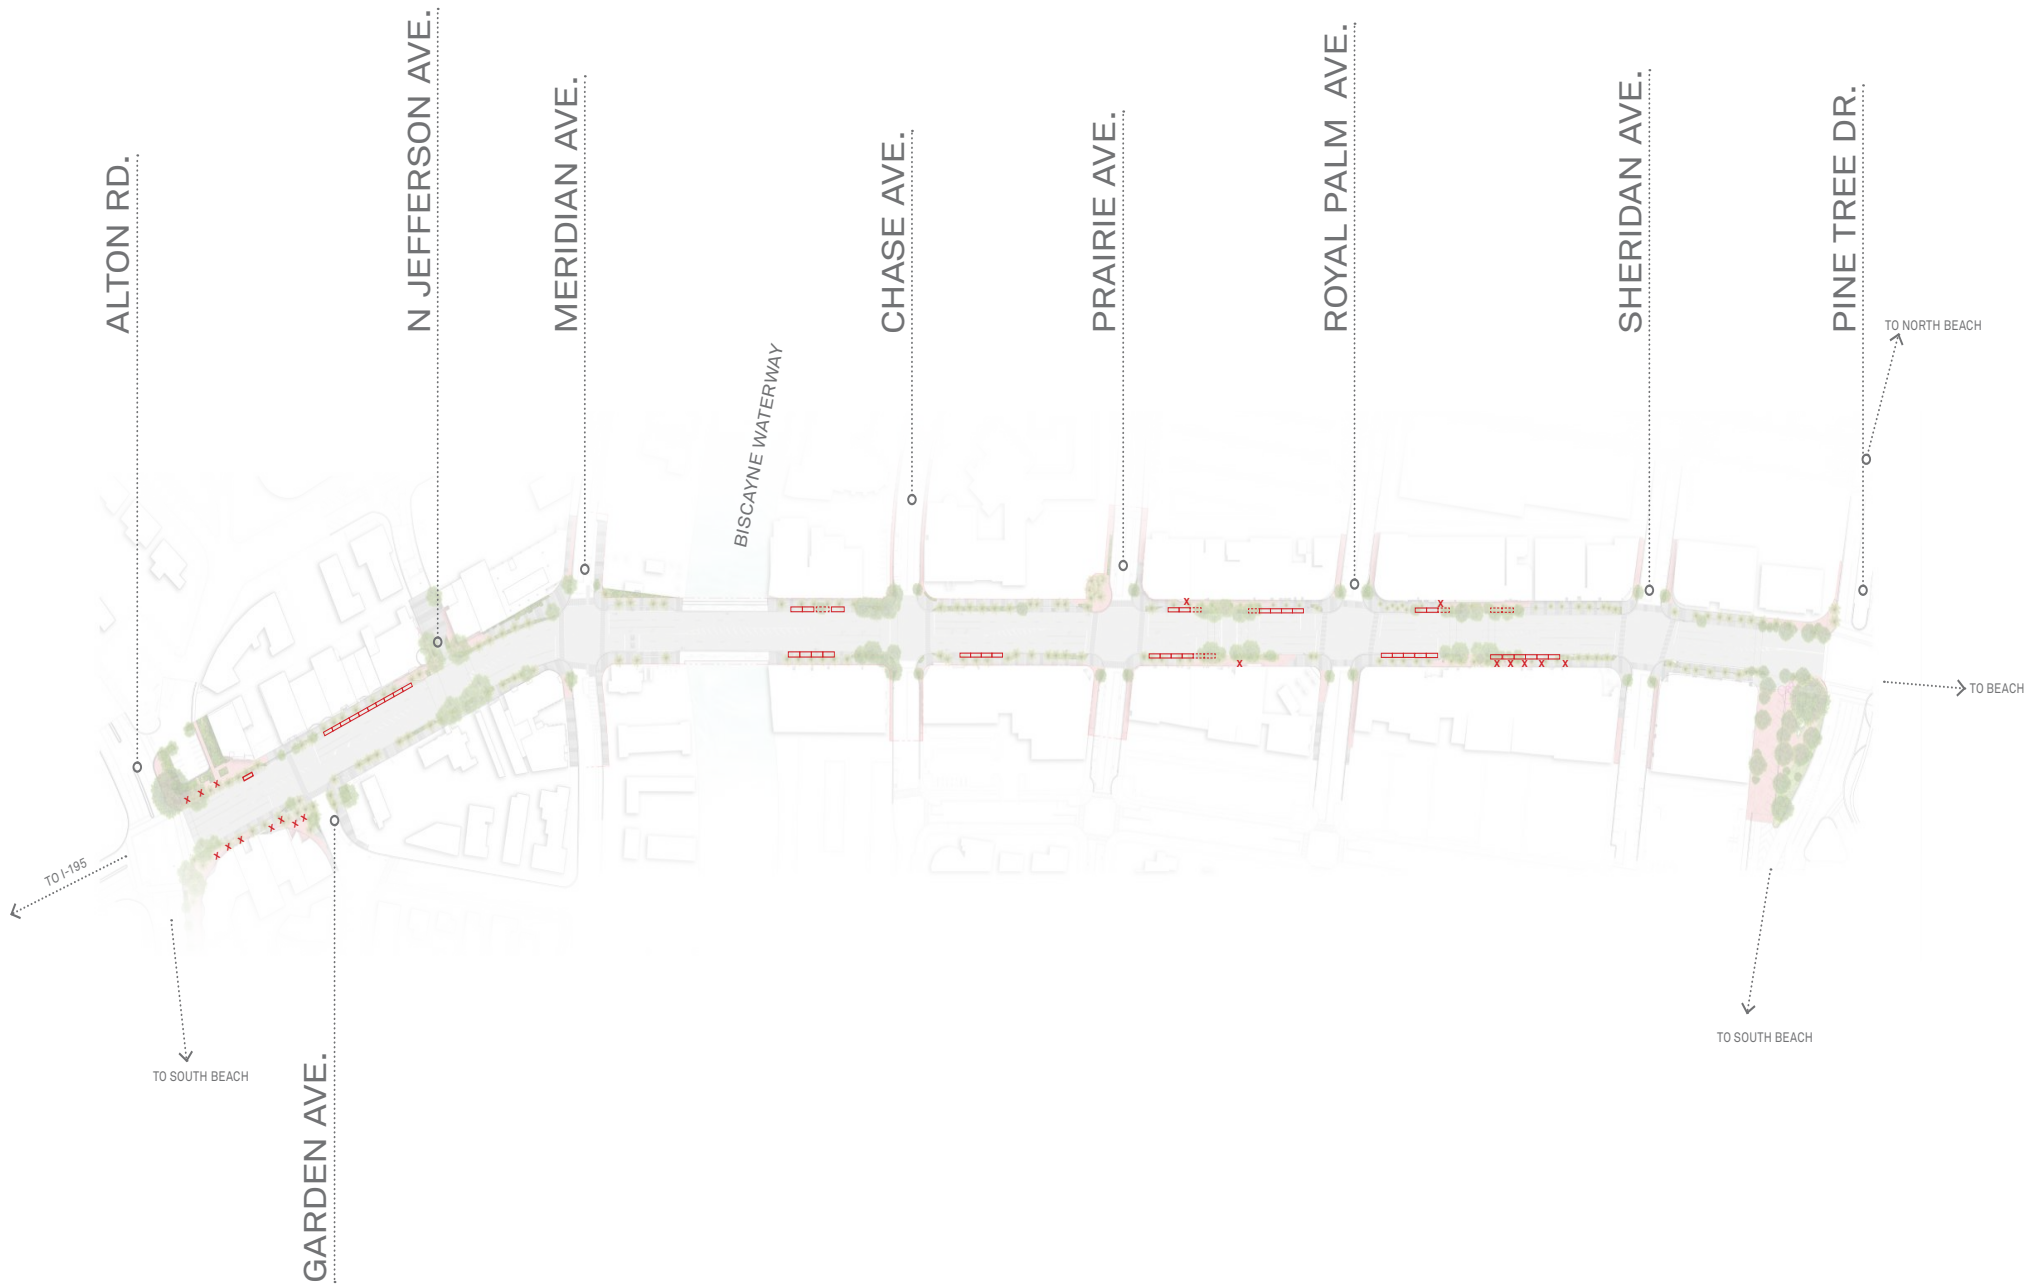 ALTON RD.
N JEFFERSON AVE.
MERIDIAN AVE.
BISCAYNE WATERWAY
CHASE AVE.
PRAIRIE AVE.
ROYAL PALM AVE.
SHERIDAN AVE.
PINE TREE DR.
TO NORTH BEACH
TO BEACH
TO I-195
TO SOUTH BEACH
GARDEN AVE.
TO SOUTH BEACH